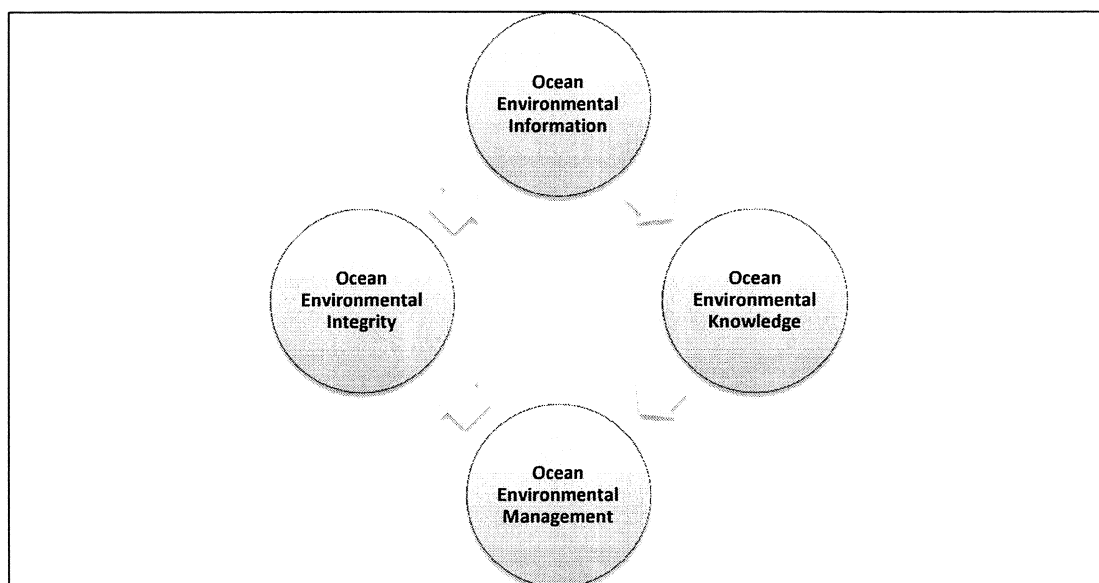 Ocean
Environmental
Information
Ocean
Environmental
Integrity
Ocean
Environmental
Knowledge
Ocean
Environmental
Management